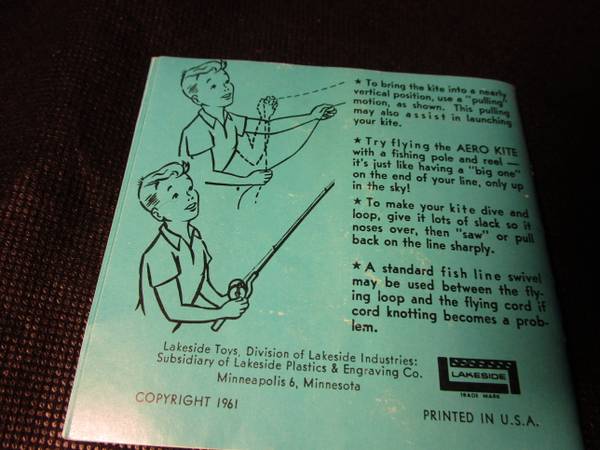 ★ To bring the kite into a nearly
vertical position, use a "pulling"
motion, as shown. This pulling
may also assist in launching
your kite.
★ Try flying the AERO KITE
with a fishing pole and reel —
it's just like having a "big one"
on the end of your line, only up
in the sky!
★ To make your kite dive and
loop, give it lots of slack so it
noses over, then "saw" or pull
back on the line sharply.
★ A standard fish line swivel
may be used between the fly-
ing loop and the flying cord if
cord knotting becomes a prob-
lem.
Lakeside Toys, Division of Lakeside Industries:
Subsidiary of Lakeside Plastics & Engraving Co.
Minneapolis 6, Minnesota
LAKESIDE
TRADE MARK
COPYRIGHT 1961
PRINTED IN U.S.A.